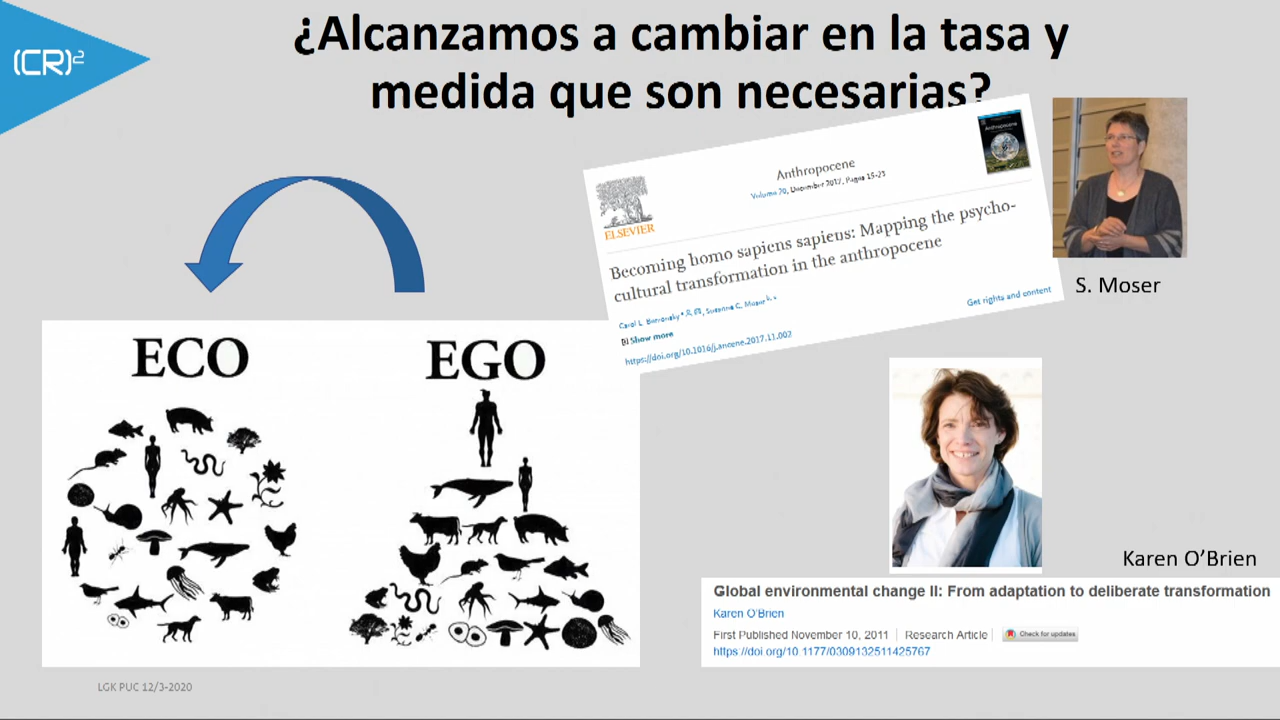 (CR)²
¿Alcanzamos a cambiar en la tasa y
medida que son necesarias?
Anthropocene
Volume 20, December 2017, Pages 15-23
ELSEVIER
Becoming homo sapiens sapiens: Mapping the psycho-
cultural transformation in the anthropocene
Carol L. Berzonsky, Susanne C. Moser
Show more
Get rights and content
https://doi.org/10.1016/j.ancene.2017.11.002
S. Moser
ECO
EGO
Karen O'Brien
Global environmental change II: From adaptation to deliberate transformation
Karen O'Brien
First Published November 10, 2011 | Research Article | Check for updates
https://doi.org/10.1177/0309132511425767
LGK PUC 12/3-2020